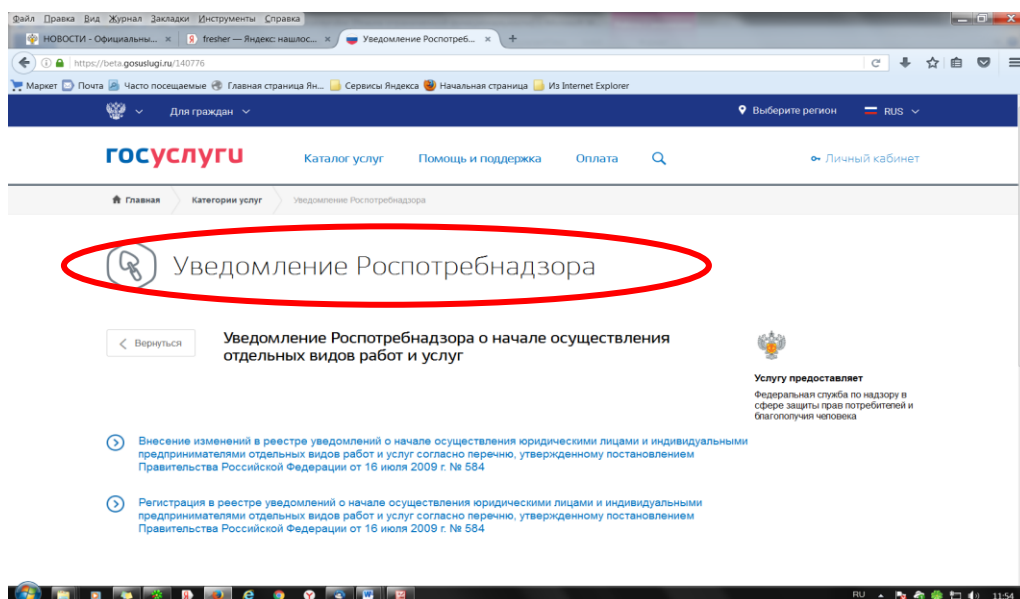 Файл Правка Вид Журнал Закладки Инструменты Справка
НОВОСТИ - Официальны... × fresher — Яндекс: нашлос... × Уведомление Роспотреб... × +
https://beta.gosuslugi.ru/140776
Маркет Почта Часто посещаемые Главная страница Ян... Сервисы Яндекса Начальная страница Из Internet Explorer
Для граждан Выберите регион RUS
госуслуги Каталог услуг Помощь и поддержка Оплата Личный кабинет
Главная Категории услуг Уведомление Роспотребнадзора
Уведомление Роспотребнадзора
Вернуться
Уведомление Роспотребнадзора о начале осуществления
отдельных видов работ и услуг
Услугу предоставляет
Федеральная служба по надзору в
сфере защиты прав потребителей и
благополучия человека
Внесение изменений в реестре уведомлений о начале осуществления юридическими лицами и индивидуальными
предпринимателями отдельных видов работ и услуг согласно перечню, утвержденному постановлением
Правительства Российской Федерации от 16 июля 2009 г. № 584
Регистрация в реестре уведомлений о начале осуществления юридическими лицами и индивидуальными
предпринимателями отдельных видов работ и услуг согласно перечню, утвержденному постановлением
Правительства Российской Федерации от 16 июля 2009 г. № 584
RU 11:54